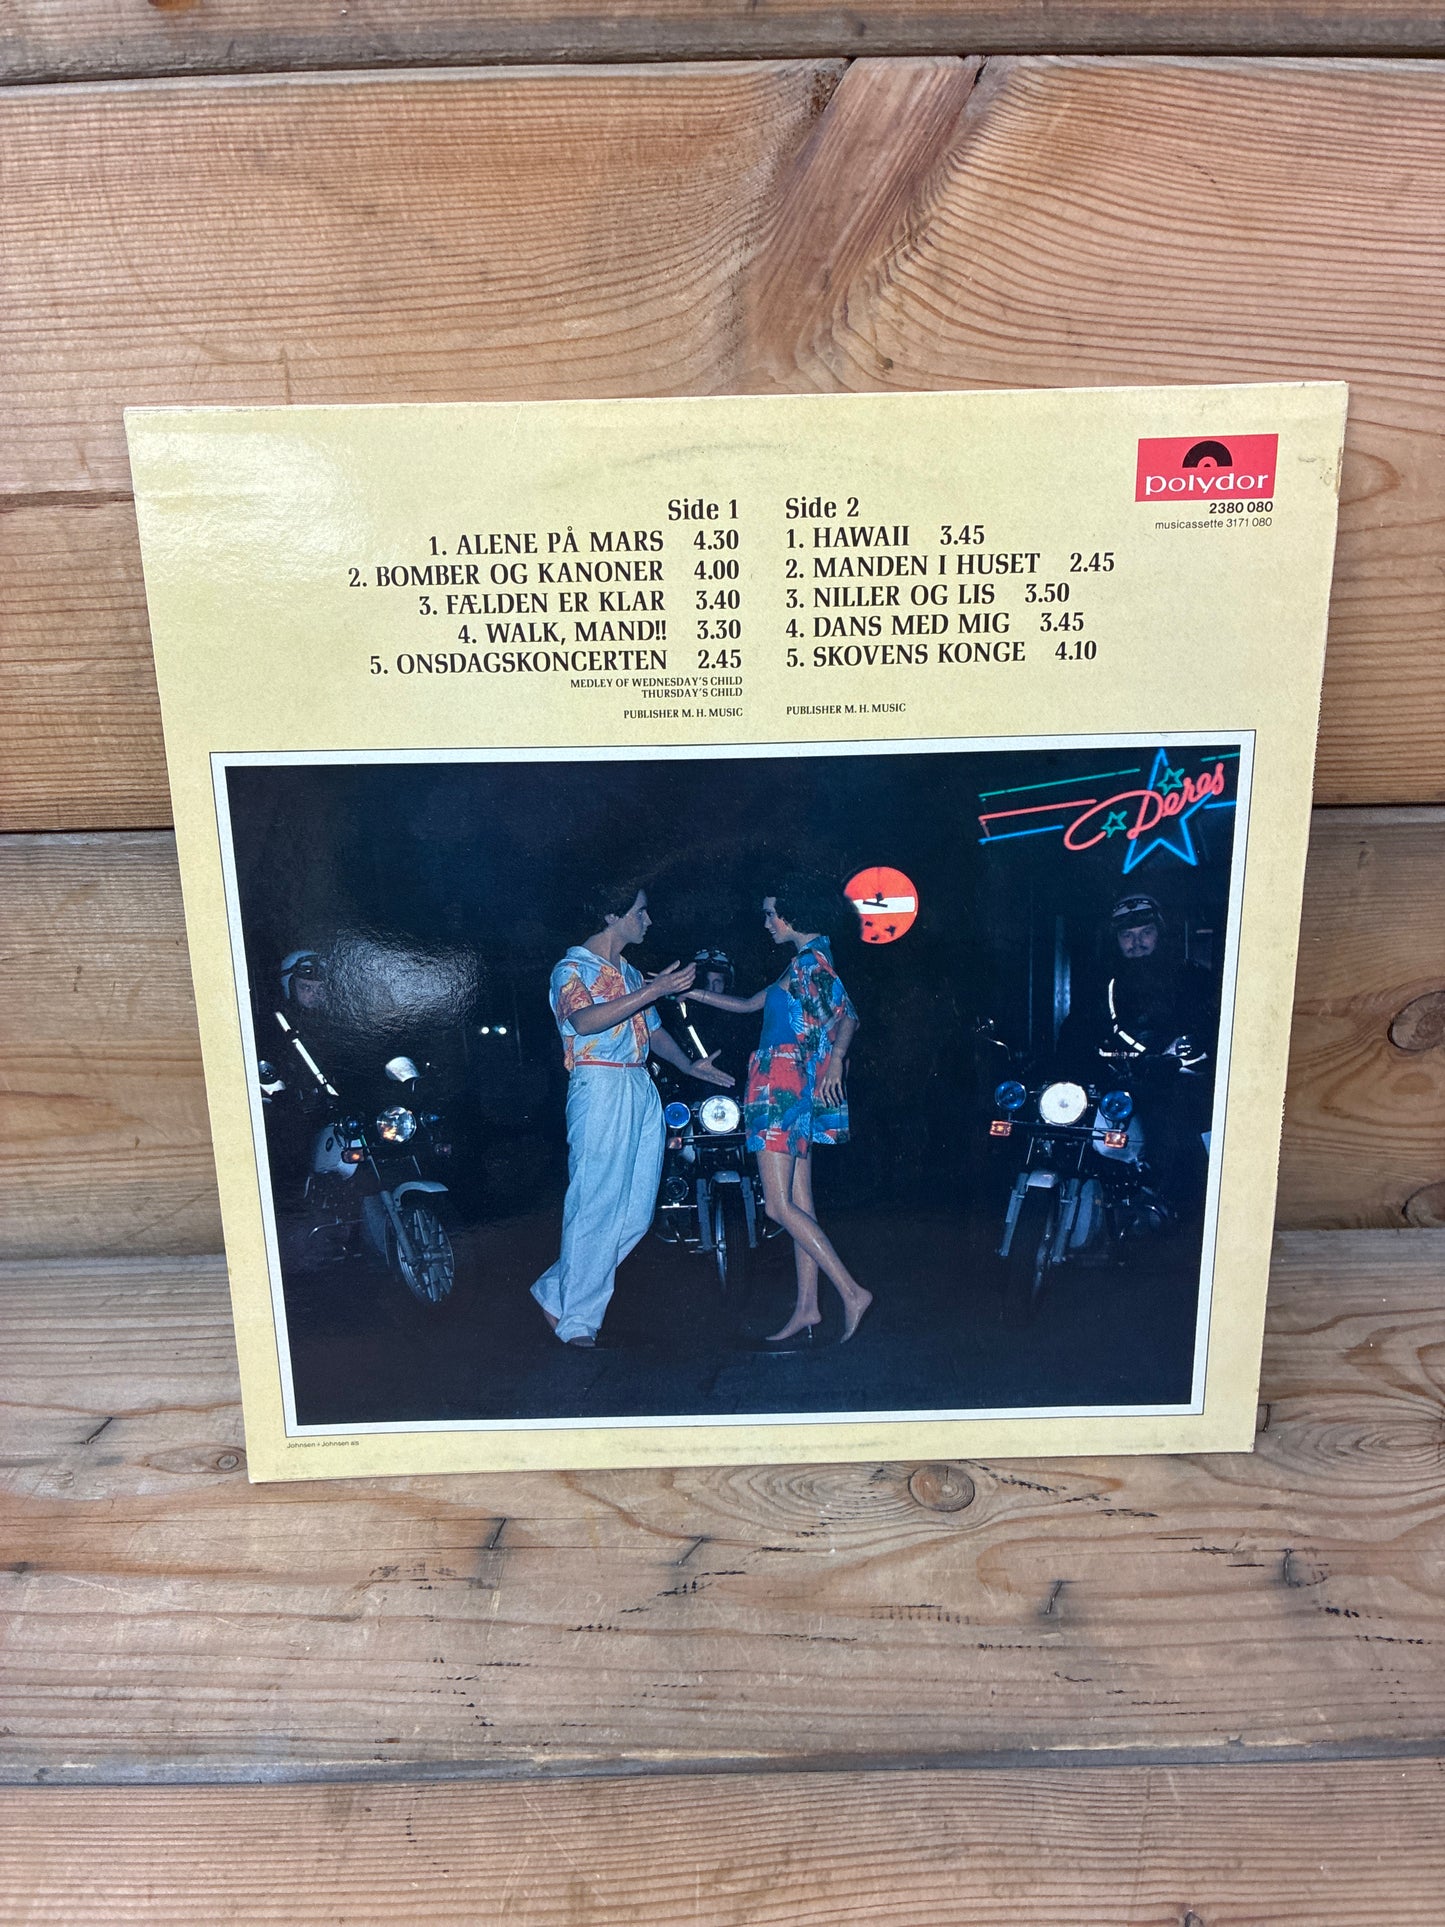 polydor
2380 080
musicassette 3171 080
Side 1
1. ALENE PÅ MARS 4.30
2. BOMBER OG KANONER 4.00
3. FÆLDEN ER KLAR 3.40
4. WALK, MAND!! 3.30
5. ONSDAGSKONCERTEN 2.45
MEDLEY OF WEDNESDAY'S CHILD
THURSDAY'S CHILD
PUBLISHER M. H. MUSIC
Side 2
1. HAWAII 3.45
2. MANDEN I HUSET 2.45
3. NILLER OG LIS 3.50
4. DANS MED MIG 3.45
5. SKOVENS KONGE 4.10
PUBLISHER M. H. MUSIC
Deres
Johnsen + Johnsen als